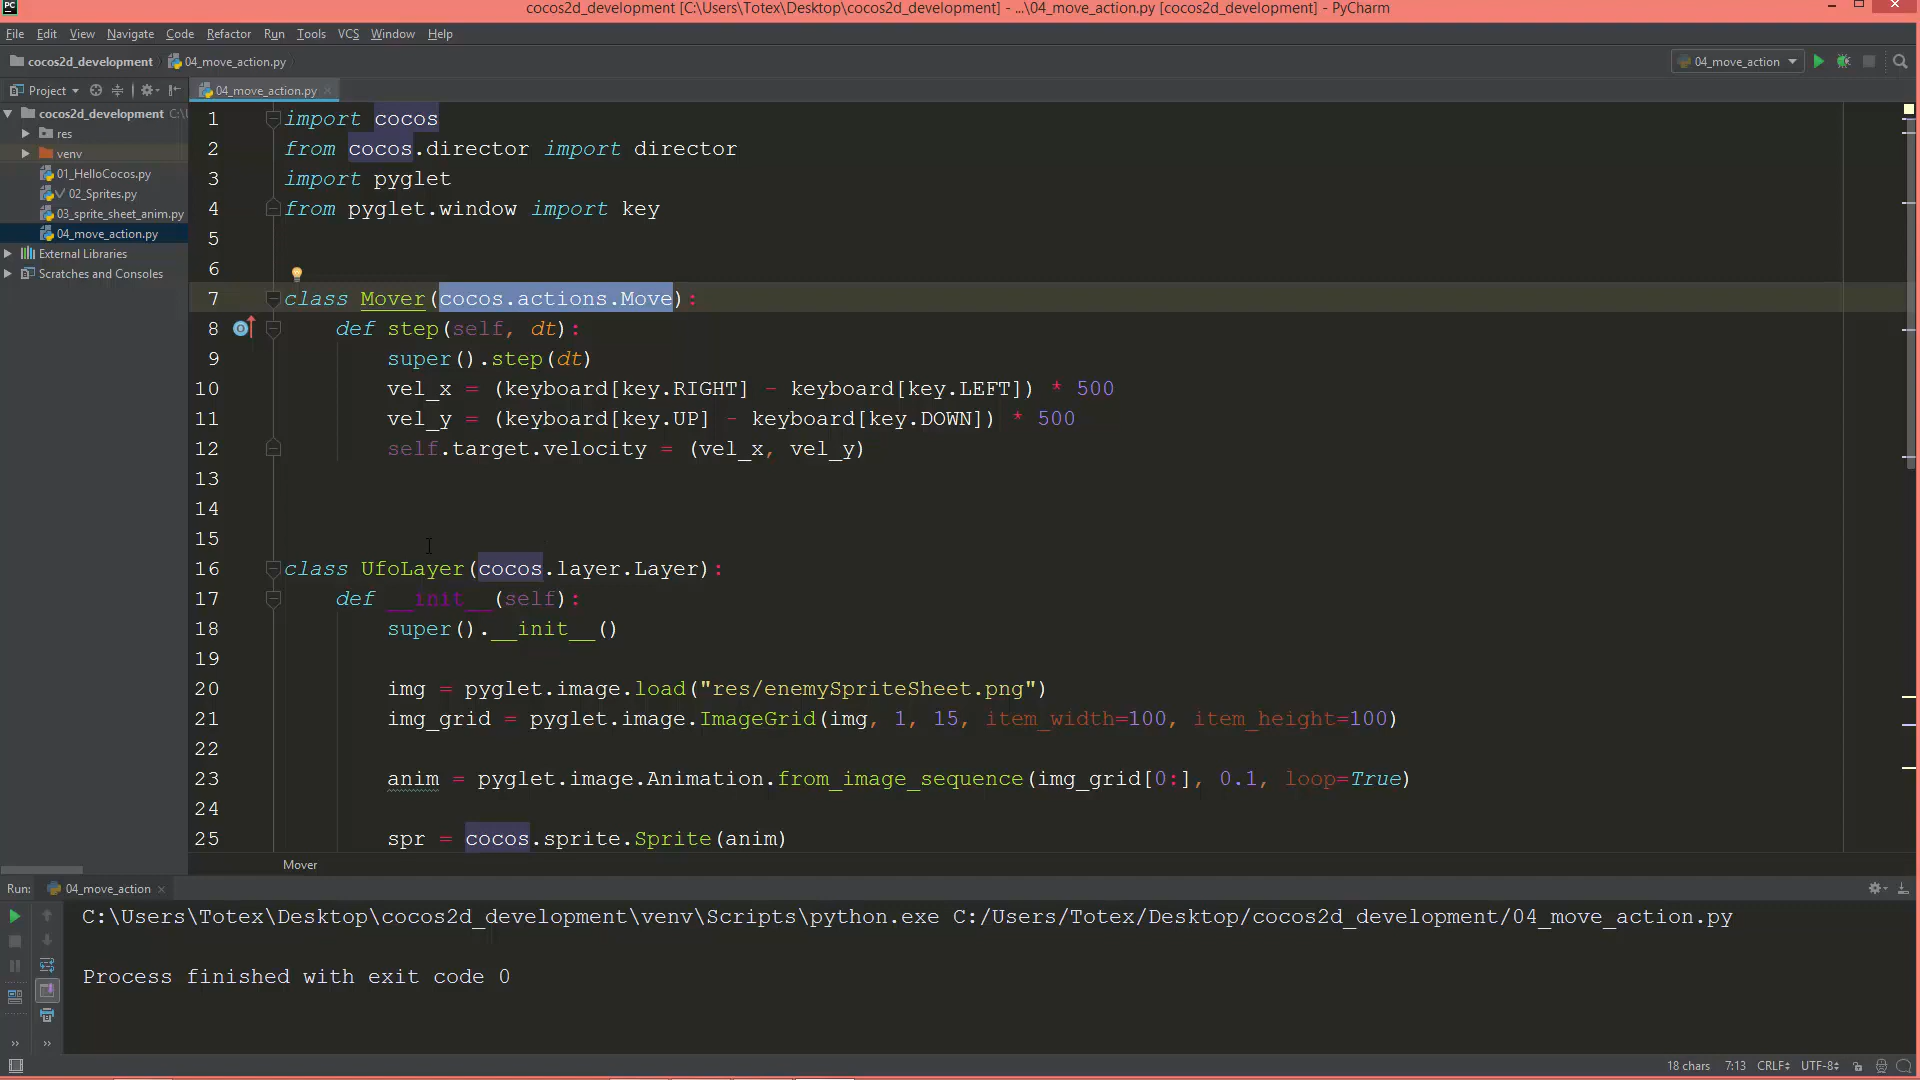 PC
cocos2d_development [C:\Users\Totex\Desktop\cocos2d_development] - ...\04_move_action.py [cocos2d_development] - PyCharm
File Edit View Navigate Code Refactor Run Tools VCS Window Help
cocos2d_development 04_move_action.py 04_move_action
Project 04_move_action.py
cocos2d_development C:\U
res
venv
01_HelloCocos.py
02_Sprites.py
03_sprite_sheet_anim.py
04_move_action.py
External Libraries
Scratches and Consoles
1 import cocos
2 from cocos.director import director
3 import pyglet
4 from pyglet.window import key
5
6
7 class Mover(cocos.actions.Move):
8 def step(self, dt):
9 super().step(dt)
10 vel_x = (keyboard[key.RIGHT] - keyboard[key.LEFT]) * 500
11 vel_y = (keyboard[key.UP] - keyboard[key.DOWN]) * 500
12 self.target.velocity = (vel_x, vel_y)
13
14
15
16 class UfoLayer(cocos.layer.Layer):
17 def __init__(self):
18 super().__init__()
19
20 img = pyglet.image.load("res/enemySpriteSheet.png")
21 img_grid = pyglet.image.ImageGrid(img, 1, 15, item_width=100, item_height=100)
22
23 anim = pyglet.image.Animation.from_image_sequence(img_grid[0:], 0.1, loop=True)
24
25 spr = cocos.sprite.Sprite(anim)
Mover
Run: 04_move_action
C:\Users\Totex\Desktop\cocos2d_development\venv\Scripts\python.exe C:/Users/Totex/Desktop/cocos2d_development/04_move_action.py
Process finished with exit code 0
18 chars 7:13 CRLF UTF-8